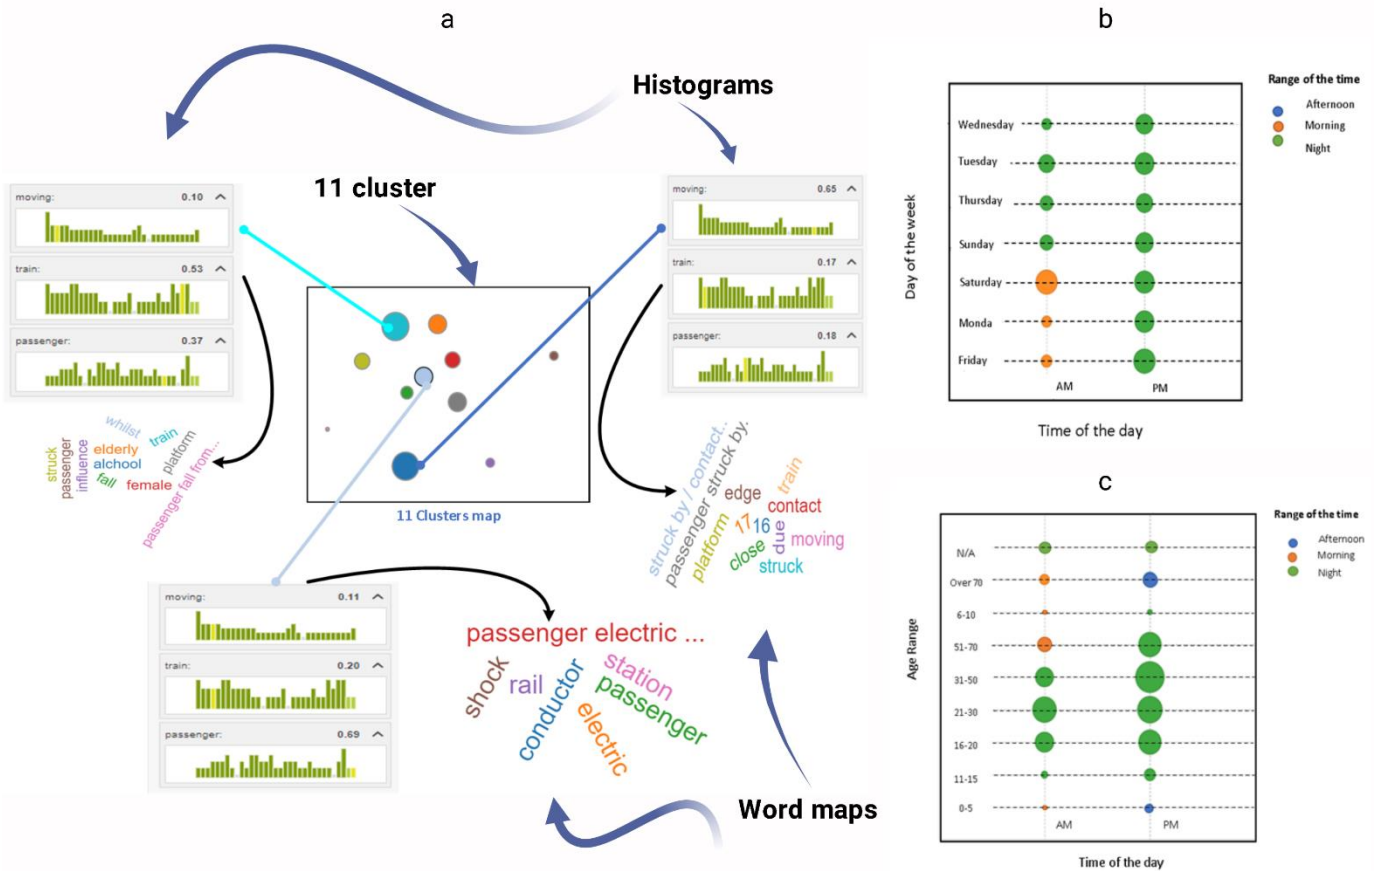 a
Histograms
11 cluster
moving: 0.10
train: 0.53
passenger: 0.37
moving: 0.65
train: 0.17
passenger: 0.18
11 Clusters map
whilst
train
platform
struck
passenger
influence
elderly
alchool
fall
female
passenger fall from...
struck by / contact...
passenger struck by.
platform
edge
train
contact
17
16
due
close
moving
struck
moving: 0.11
train: 0.20
passenger: 0.69
passenger electric ...
shock
rail
conductor
station
passenger
electric
Word maps
b
Range of the time
Afternoon
Morning
Night
Day of the week
Wednesday
Tuesday
Thursday
Sunday
Saturday
Monda
Friday
AM PM
Time of the day
c
Range of the time
Afternoon
Morning
Night
Age Range
N/A
Over 70
6-10
51-70
31-50
21-30
16-20
11-15
0-5
AM PM
Time of the day